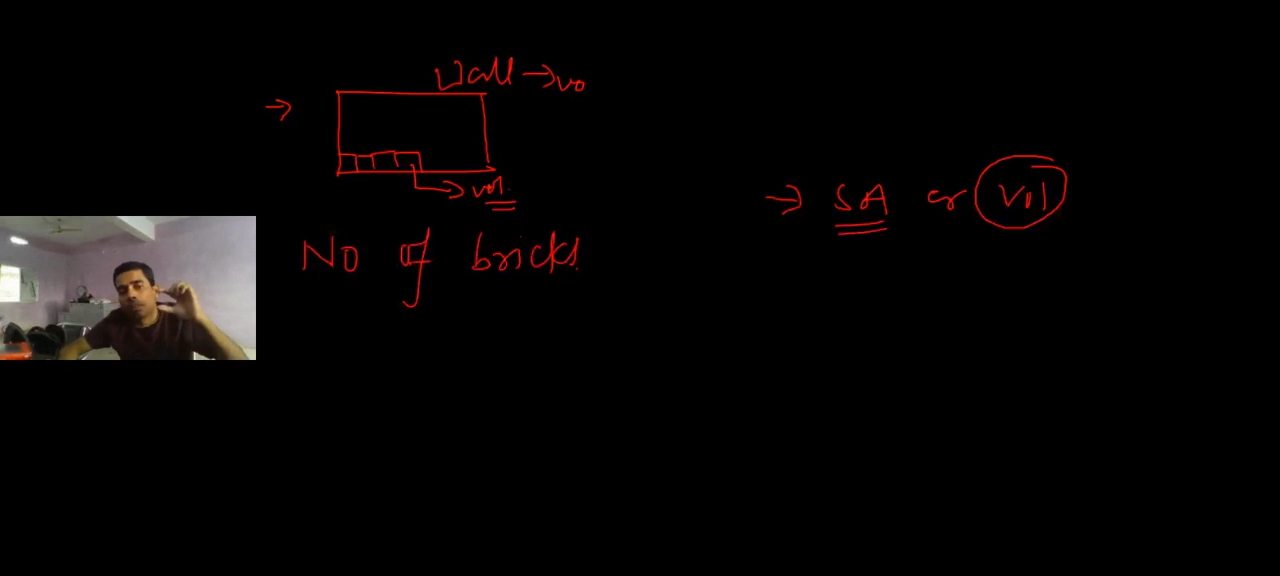 Wall → vo
→
→ vol.
→ SA or Vol
No of bricks